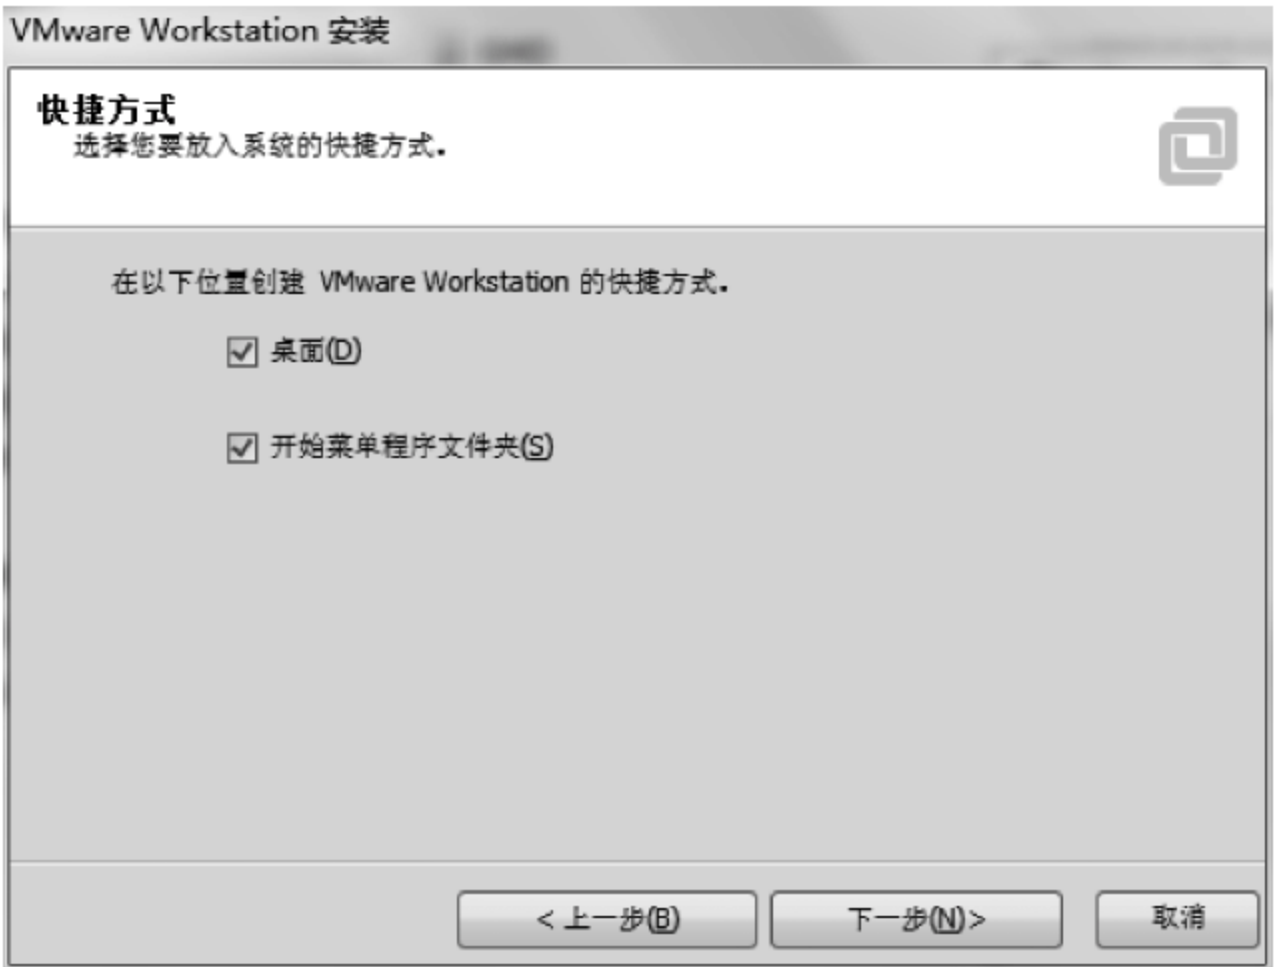 VMware Workstation 安装
快捷方式
选择您要放入系统的快捷方式。
在以下位置创建 VMware Workstation 的快捷方式。
桌面(D)
开始菜单程序文件夹(S)
< 上一步(B)
下一步(N)>
取消